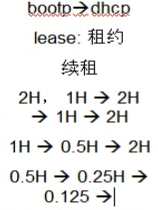 bootp→dhcp
lease: 租约
续租
2H， 1H → 2H
→ 1H → 2H
1H → 0.5H → 2H
0.5H → 0.25H →
0.125 →